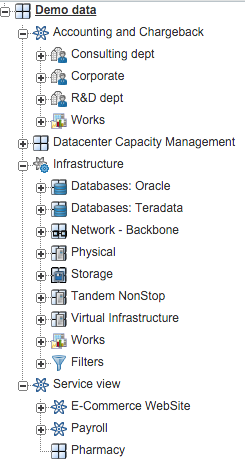 Demo data
Accounting and Chargeback
Consulting dept
Corporate
R&D dept
Works
Datacenter Capacity Management
Infrastructure
Databases: Oracle
Databases: Teradata
Network - Backbone
Physical
Storage
Tandem NonStop
Virtual Infrastructure
Works
Filters
Service view
E-Commerce WebSite
Payroll
Pharmacy